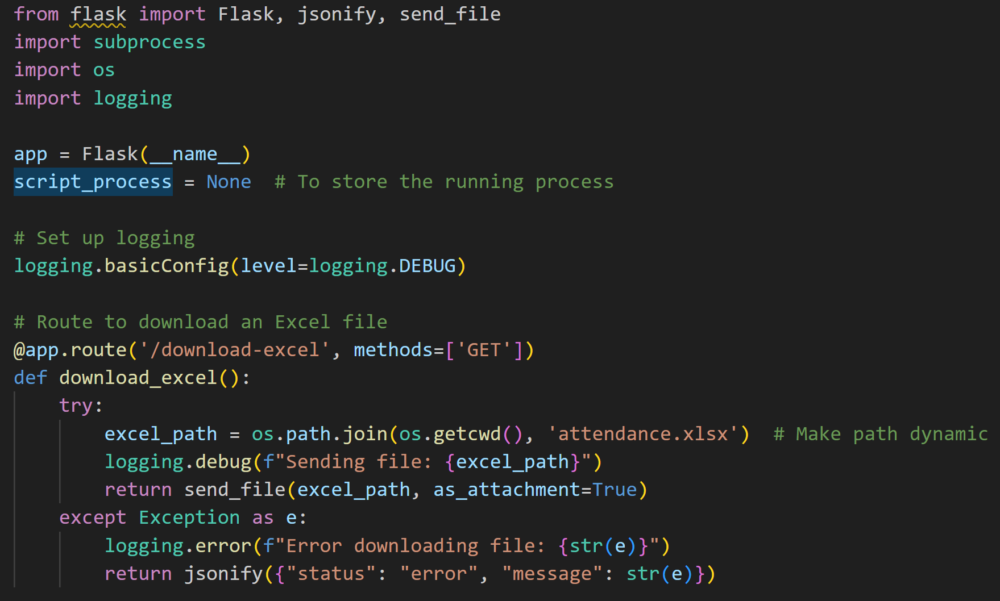 from flask import Flask, jsonify, send_file
import subprocess
import os
import logging

app = Flask(__name__)
script_process = None  # To store the running process

# Set up logging
logging.basicConfig(level=logging.DEBUG)

# Route to download an Excel file
@app.route('/download-excel', methods=['GET'])
def download_excel():
    try:
        excel_path = os.path.join(os.getcwd(), 'attendance.xlsx')  # Make path dynamic
        logging.debug(f"Sending file: {excel_path}")
        return send_file(excel_path, as_attachment=True)
    except Exception as e:
        logging.error(f"Error downloading file: {str(e)}")
        return jsonify({"status": "error", "message": str(e)})